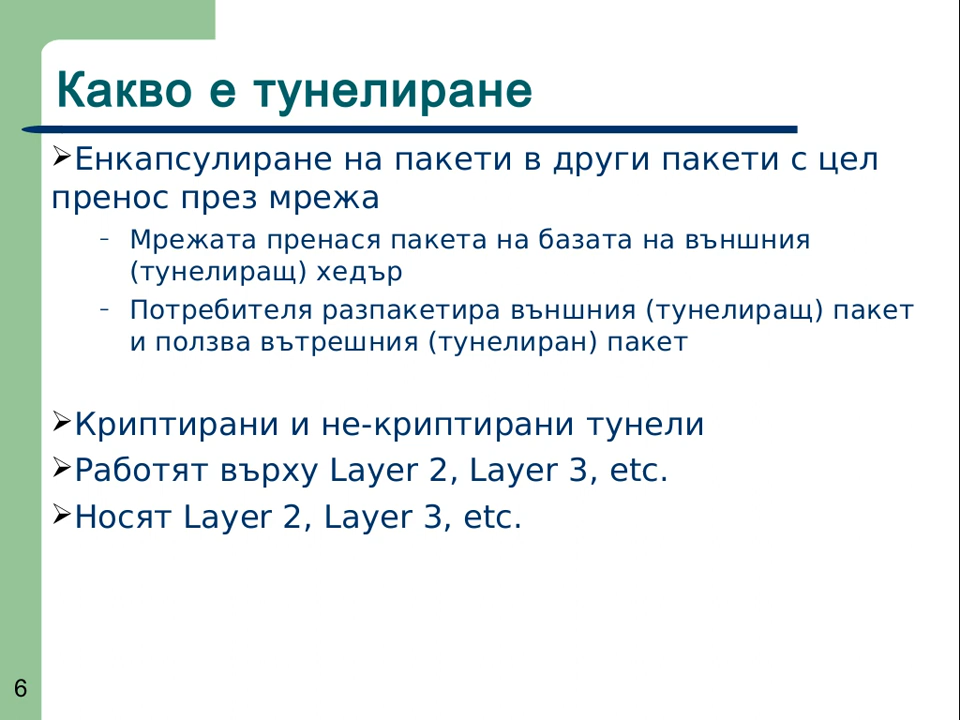 Какво е тунелиране
➢Енкапсулиране на пакети в други пакети с цел
пренос през мрежа
– Мрежата пренася пакета на базата на външния
(тунелиращ) хедър
– Потребителя разпакетира външния (тунелиращ) пакет
и ползва вътрешния (тунелиран) пакет
➢Криптирани и не-криптирани тунели
➢Работят върху Layer 2, Layer 3, etc.
➢Носят Layer 2, Layer 3, etc.
6